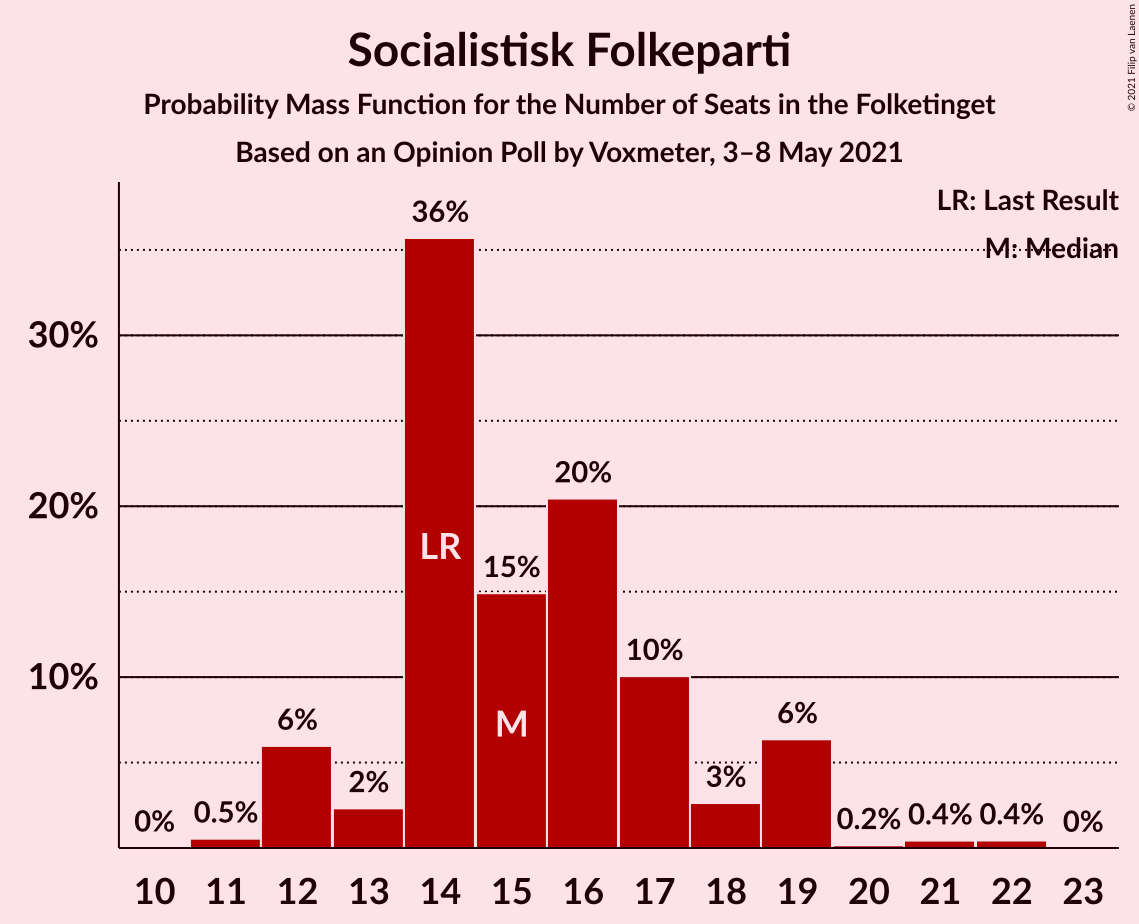 Socialistisk Folkeparti
Probability Mass Function for the Number of Seats in the Folketinget
Based on an Opinion Poll by Voxmeter, 3–8 May 2021
© 2021 Filip van Laenen
LR: Last Result
M: Median
36%
30%
20%
20%
LR
15%
10%
10%
M
6%
6%
2%
3%
0%
0.5%
0.2%
0.4%
0.4%
0%
10 11 12 13 14 15 16 17 18 19 20 21 22 23